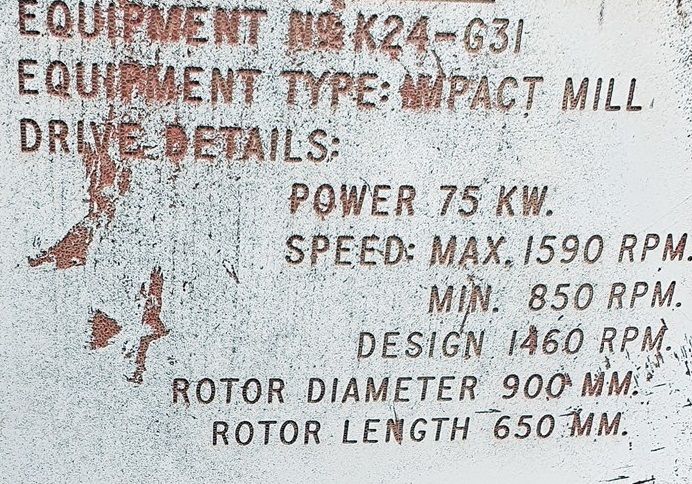 EQUIPMENT NO K24-G31
EQUIPMENT TYPE: IMPACT MILL
DRIVE DETAILS:
POWER 75 KW.
SPEED: MAX. 1590 RPM.
MIN. 850 RPM.
DESIGN 1460 RPM.
ROTOR DIAMETER 900 MM.
ROTOR LENGTH 650 MM.